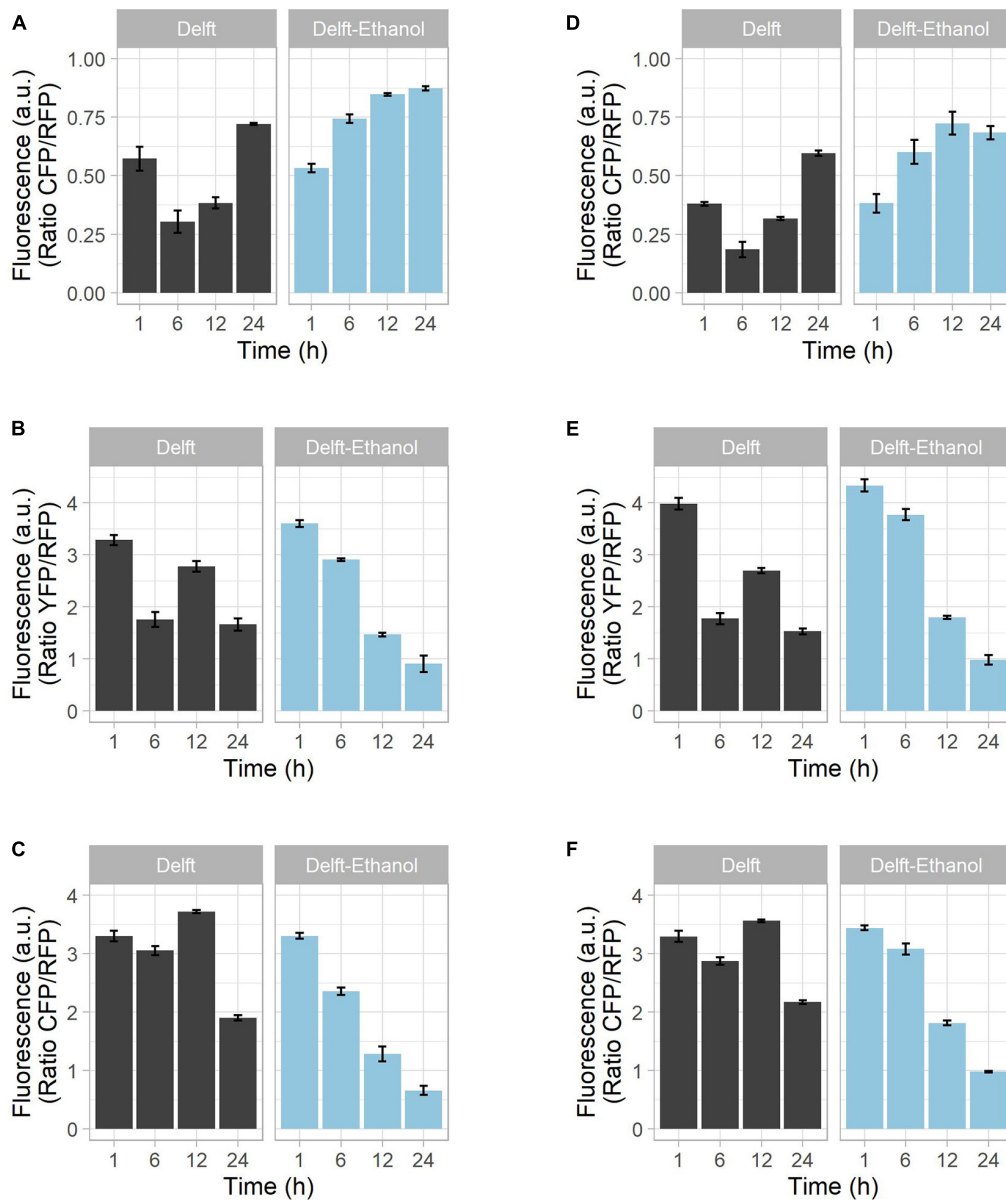 A
Delft
Delft-Ethanol
Fluorescence (a.u.)
(Ratio CFP/RFP)
1.00
0.75
0.50
0.25
0.00
1 6 12 24
1 6 12 24
Time (h)
D
Delft
Delft-Ethanol
Fluorescence (a.u.)
(Ratio CFP/RFP)
1.00
0.75
0.50
0.25
0.00
1 6 12 24
1 6 12 24
Time (h)
B
Delft
Delft-Ethanol
Fluorescence (a.u.)
(Ratio YFP/RFP)
4
3
2
1
0
1 6 12 24
1 6 12 24
Time (h)
E
Delft
Delft-Ethanol
Fluorescence (a.u.)
(Ratio YFP/RFP)
4
3
2
1
0
1 6 12 24
1 6 12 24
Time (h)
C
Delft
Delft-Ethanol
Fluorescence (a.u.)
(Ratio CFP/RFP)
4
3
2
1
0
1 6 12 24
1 6 12 24
Time (h)
F
Delft
Delft-Ethanol
Fluorescence (a.u.)
(Ratio CFP/RFP)
4
3
2
1
0
1 6 12 24
1 6 12 24
Time (h)